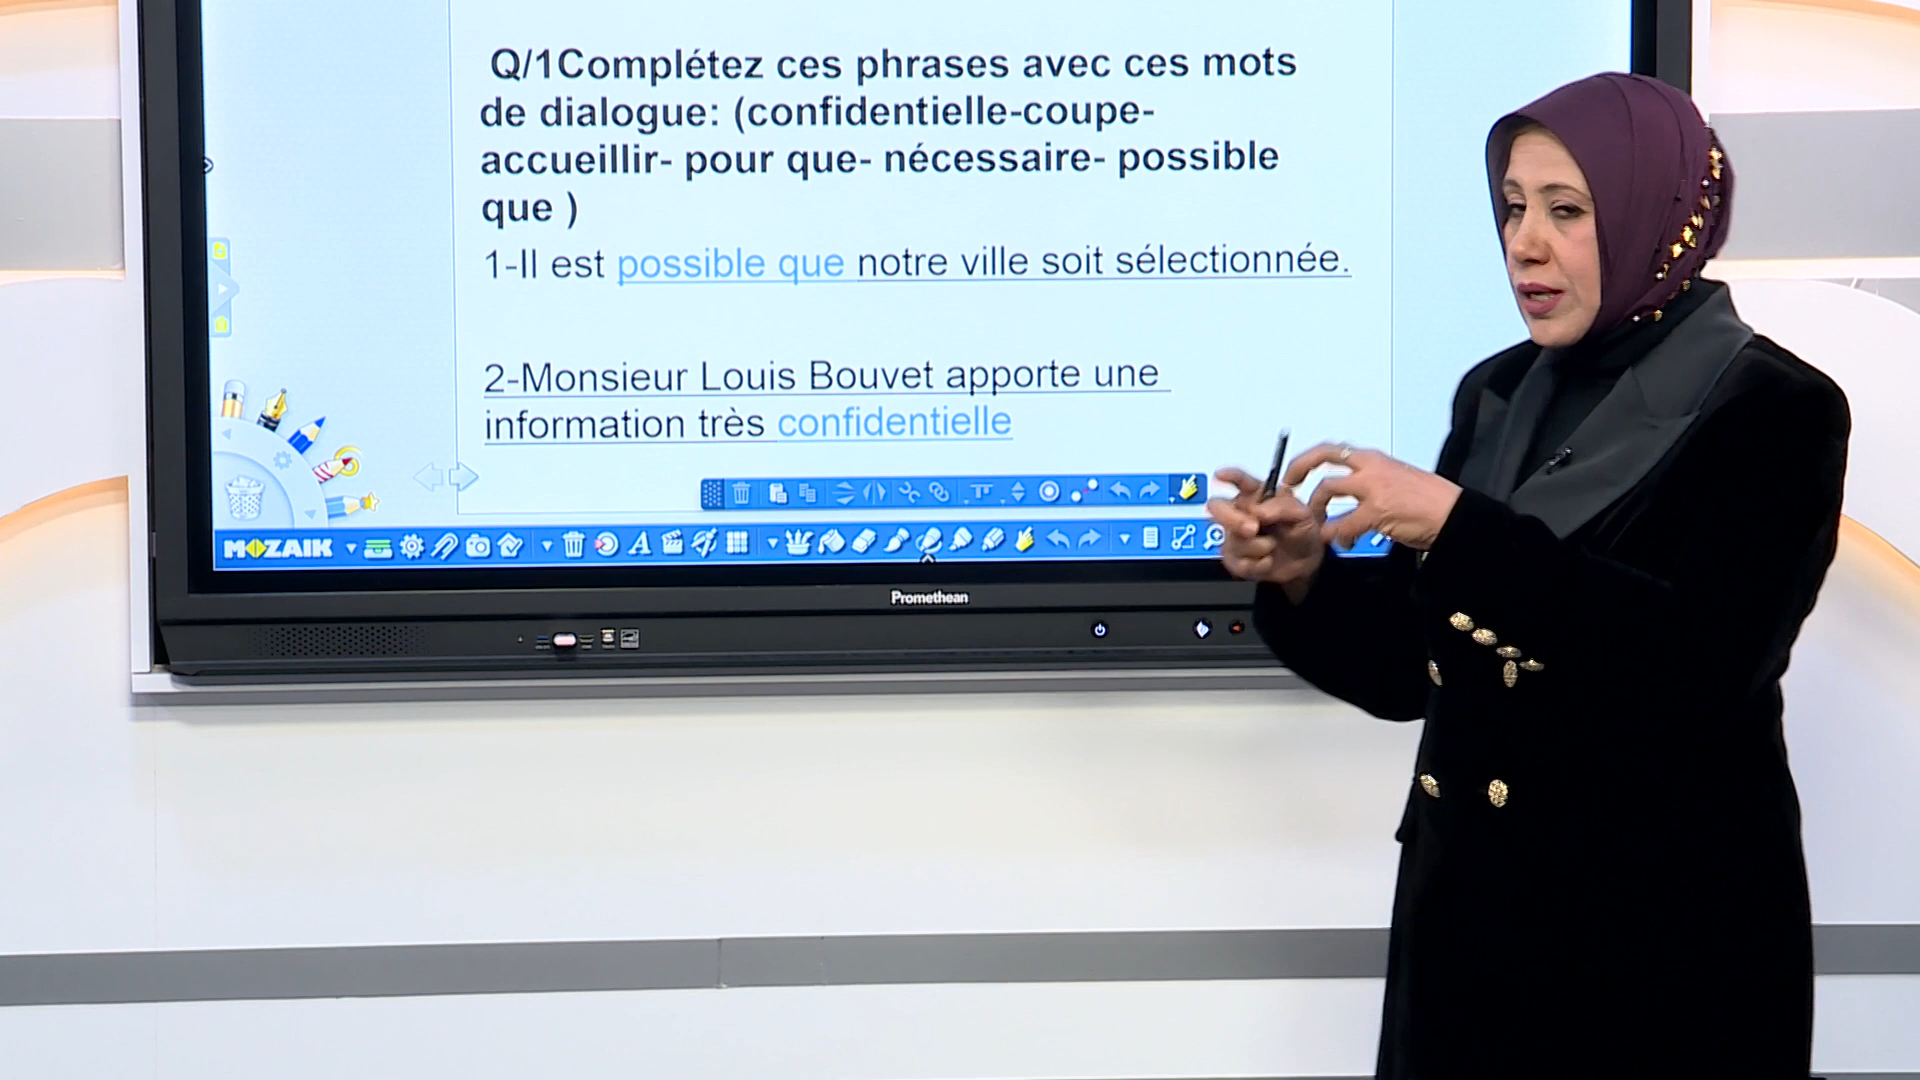 Q/1Complétez ces phrases avec ces mots
de dialogue: (confidentielle-coupe-
accueillir- pour que- nécessaire- possible
que )
1-Il est possible que notre ville soit sélectionnée.
2-Monsieur Louis Bouvet apporte une
information très confidentielle
MOZAIK
Promethean